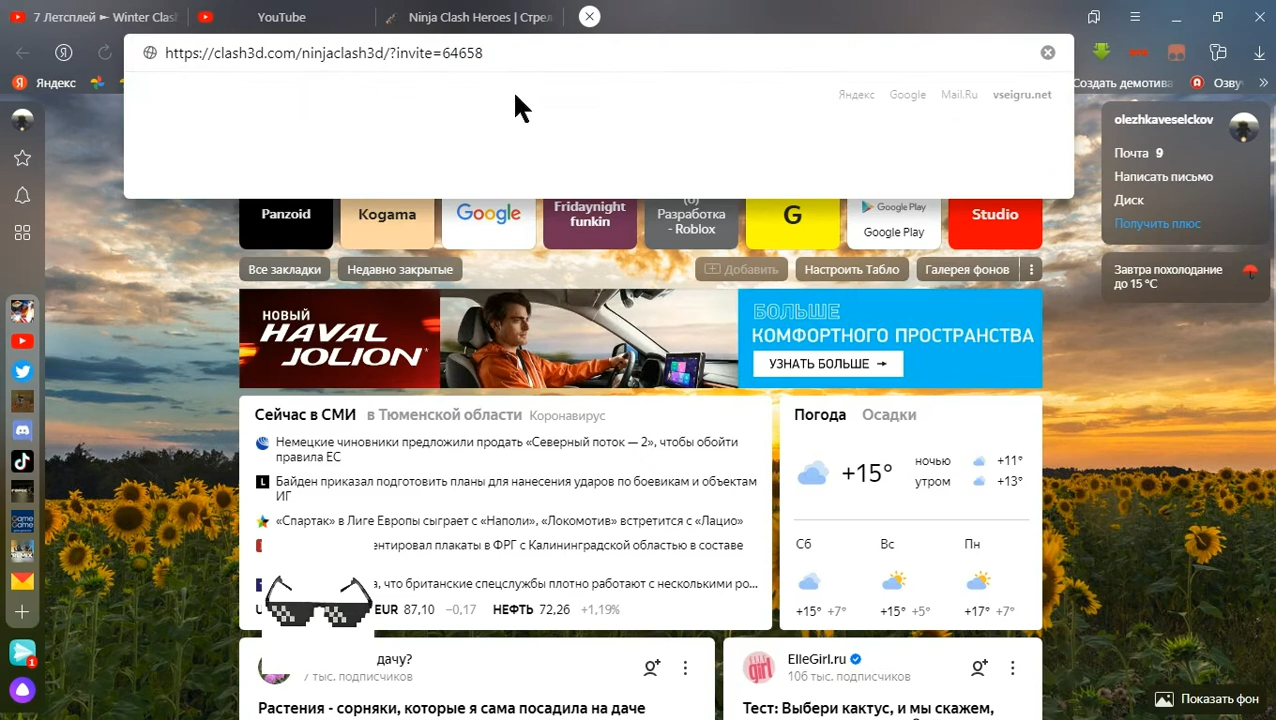 7 Летсплей ►- Winter Clas
YouTube
Ninja Clash Heroes | Стрел
https://clash3d.com/ninjaclash3d/?invite=64658
Яндекс Google Mail.Ru vseigru.net
Яндекс
Создать демотива
Озвуч
olezhkaveselckov
Почта 9
Написать письмо
Диск
Получить плюс
Завтра похолодание
до 15 °C
Panzoid
Kogama
Google
Fridaynight
funkin
(6)
Разработка
- Roblox
G
Google Play
Google Play
Studio
Все закладки
Недавно закрытые
Добавить
Настроить Табло
Галерея фонов
НОВЫЙ
HAVAL
JOLION*
БОЛЬШЕ
КОМФОРТНОГО ПРОСТРАНСТВА
УЗНАТЬ БОЛЬШЕ →
Сейчас в СМИ в Тюменской области Коронавирус
Немецкие чиновники предложили продать «Северный поток — 2», чтобы обойти
правила ЕС
Байден приказал подготовить планы для нанесения ударов по боевикам и объектам
ИГ
«Спартак» в Лиге Европы сыграет с «Наполи», «Локомотив» встретится с «Лацио»
ентировал плакаты в ФРГ с Калининградской областью в составе
а, что британские спецслужбы плотно работают с несколькими ро...
EUR 87,10 −0,17 НЕФТЬ 72,26 +1,19%
Погода Осадки
+15°
ночью +11°
утром +13°
Сб Вс Пн
+15° +7° +15° +5° +17° +7°
дачу?
7 тыс. подписчиков
Растения - сорняки, которые я сама посадила на даче
ElleGirl.ru
106 тыс. подписчиков
Тест: Выбери кактус, и мы скажем,
Показать фон